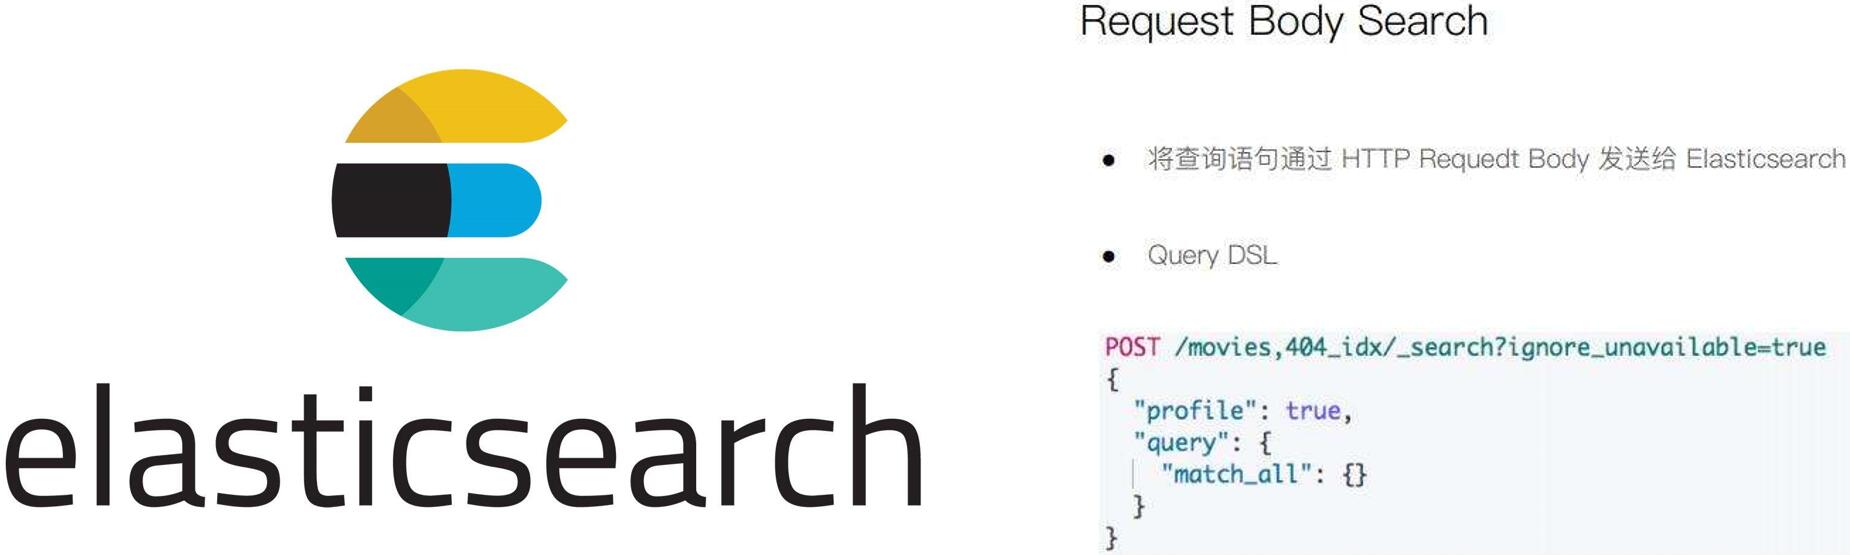 elasticsearch
Request Body Search
● 将查询语句通过 HTTP Requedt Body 发送给 Elasticsearch
● Query DSL
POST /movies,404_idx/_search?ignore_unavailable=true
{
  "profile": true,
  "query": {
    "match_all": {}
  }
}